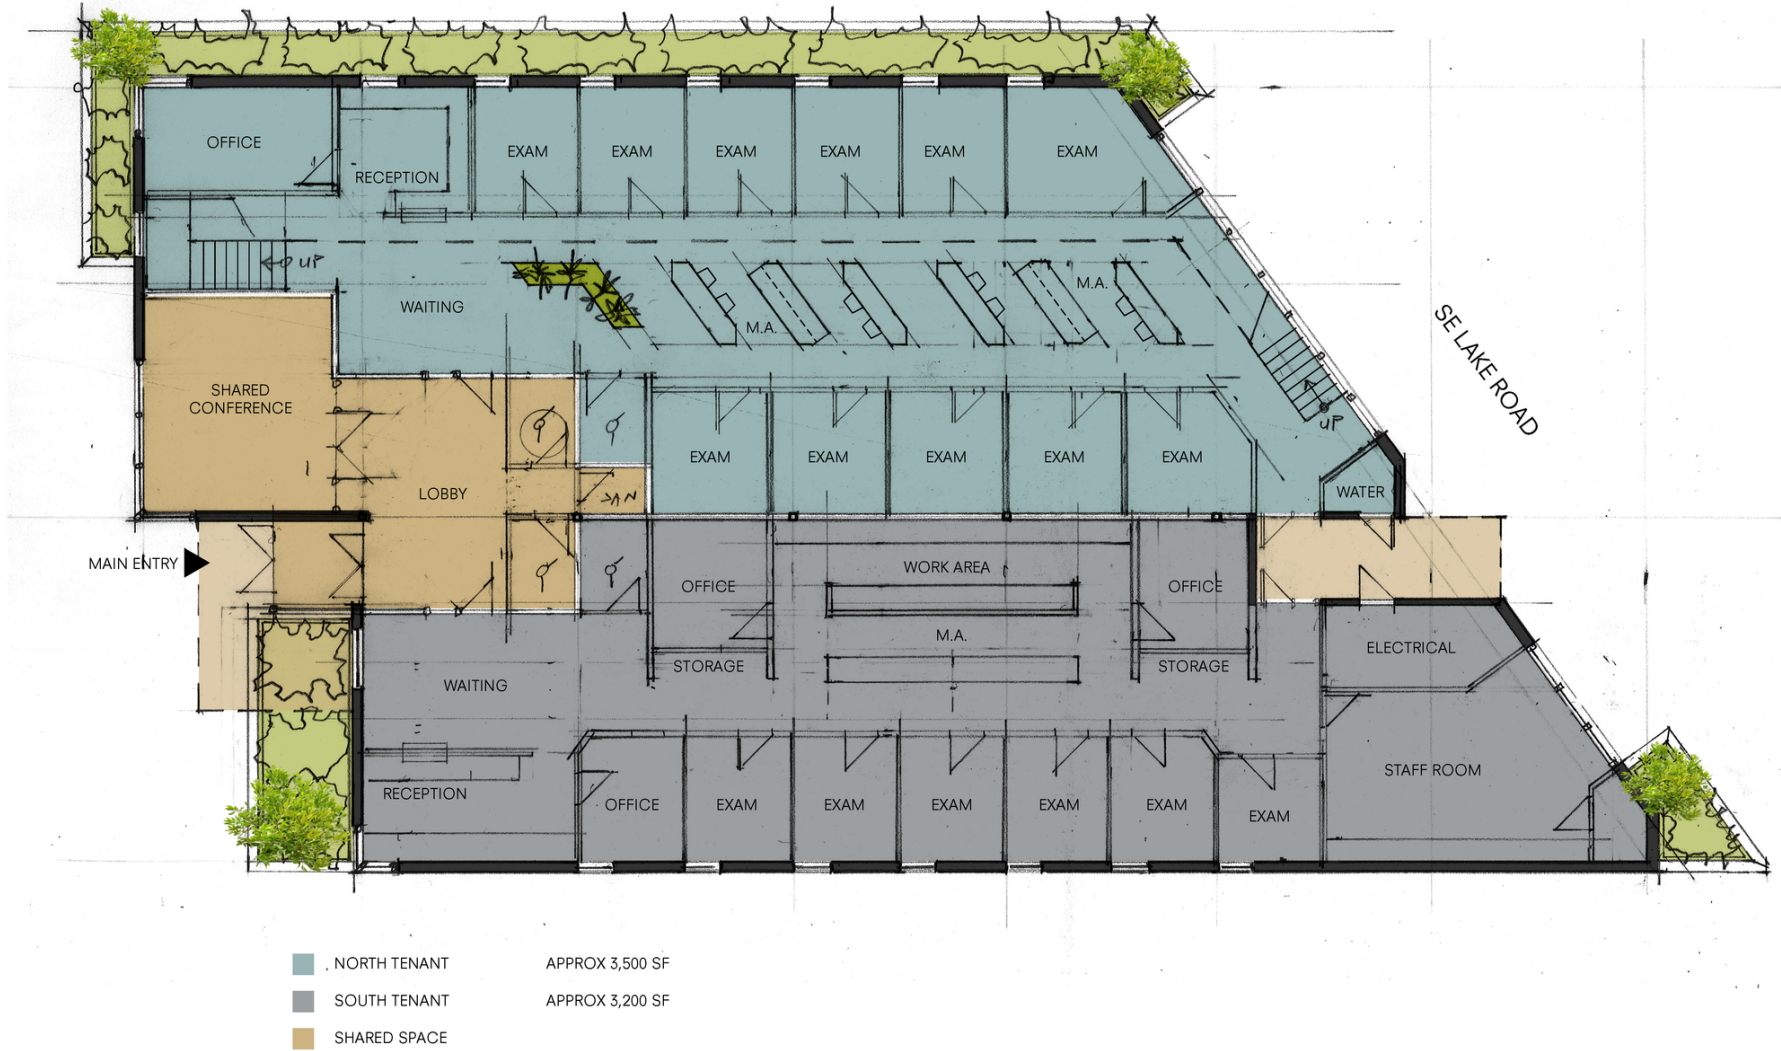 OFFICE
RECEPTION
EXAM
EXAM
EXAM
EXAM
EXAM
EXAM
UP
WAITING
M.A.
M.A.
SE LAKE ROAD
SHARED
CONFERENCE
UP
LOBBY
EXAM
EXAM
EXAM
EXAM
EXAM
WATER
JAN
MAIN ENTRY
OFFICE
WORK AREA
OFFICE
M.A.
STORAGE
STORAGE
ELECTRICAL
WAITING
STAFF ROOM
RECEPTION
OFFICE
EXAM
EXAM
EXAM
EXAM
EXAM
EXAM
NORTH TENANT APPROX 3,500 SF
SOUTH TENANT APPROX 3,200 SF
SHARED SPACE